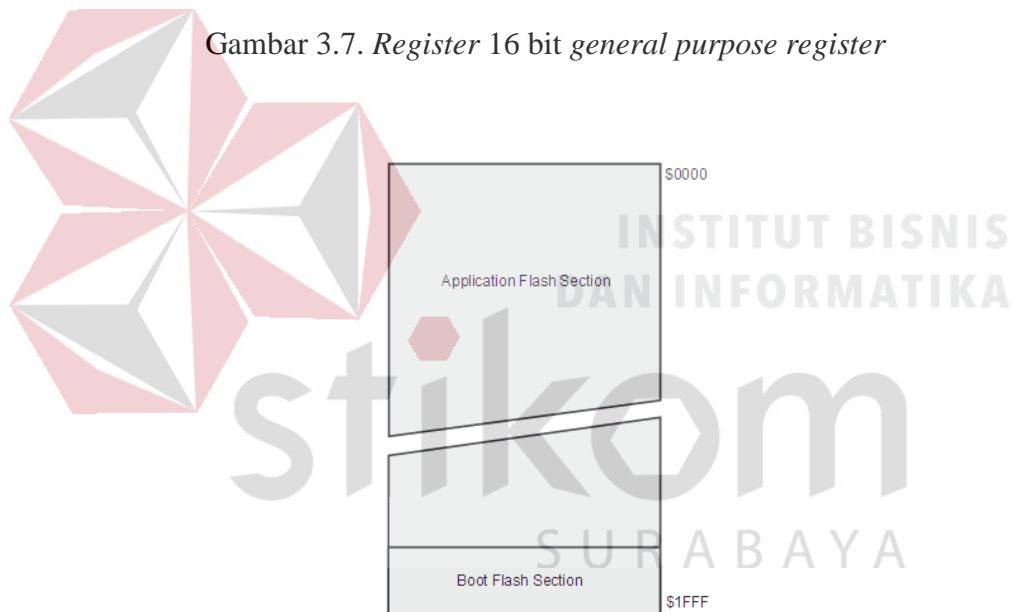 Gambar 3.7. Register 16 bit general purpose register
$0000
INSTITUT BISNIS
Application Flash Section
DAN INFORMATIKA
stikom
SURABAYA
Boot Flash Section
$1FFF